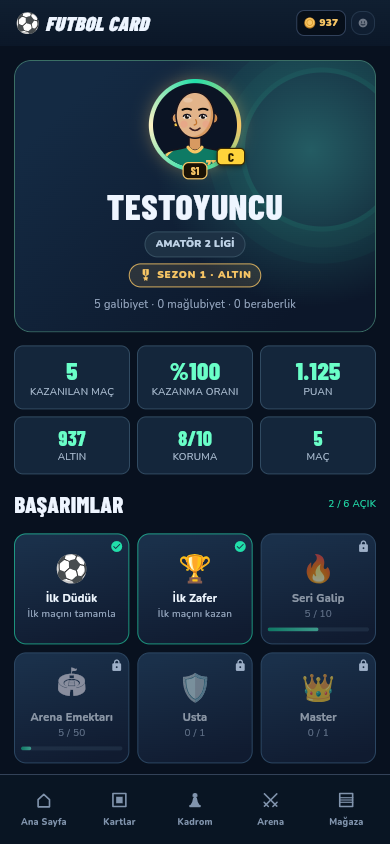 FUTBOL CARD
937
C
S1
TESTOYUNCU
AMATÖR 2 LİGİ
SEZON 1 · ALTIN
5 galibiyet · 0 mağlubiyet · 0 beraberlik
5
KAZANILAN MAÇ
%100
KAZANMA ORANI
1.125
PUAN
937
ALTIN
8/10
KORUMA
5
MAÇ
BAŞARIMLAR
2 / 6 AÇIK
İlk Düdük
İlk maçını tamamla
İlk Zafer
İlk maçını kazan
Seri Galip
5 / 10
Arena Emektarı
5 / 50
Usta
0 / 1
Master
0 / 1
Ana Sayfa
Kartlar
Kadrom
Arena
Mağaza